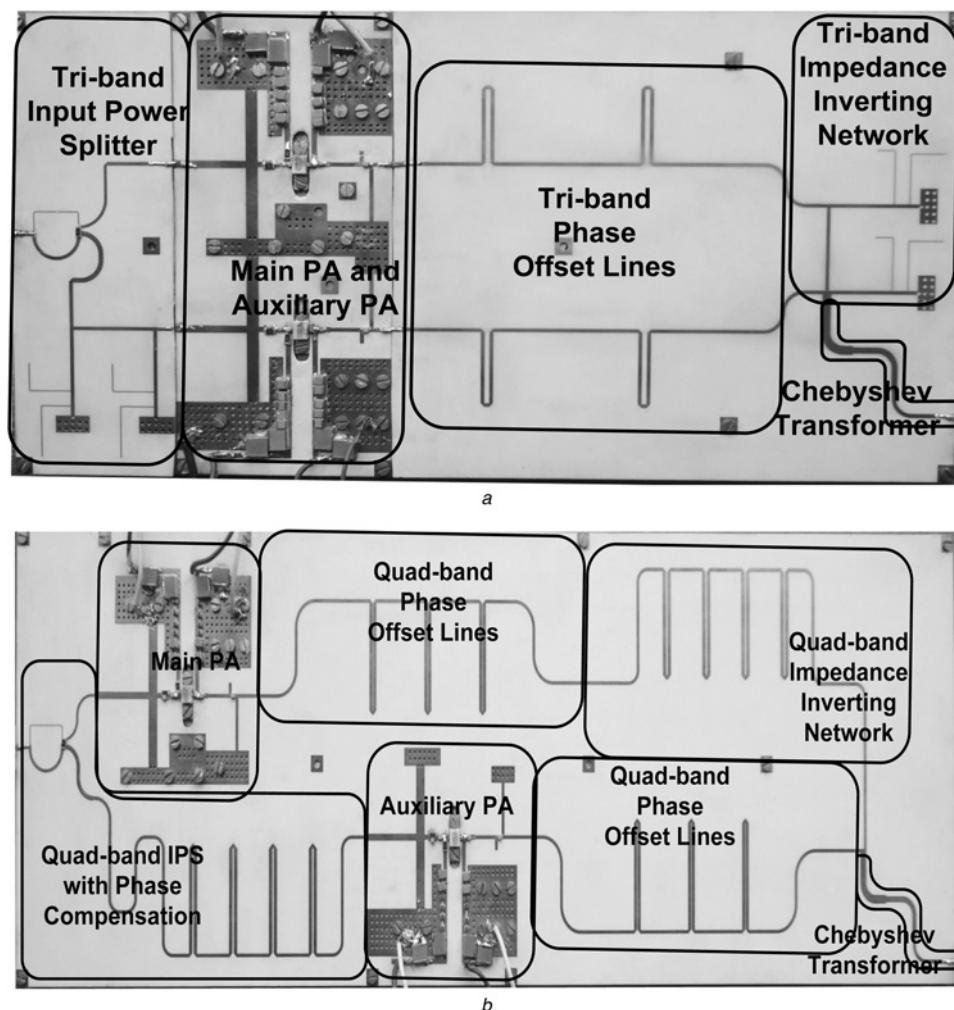 Tri-band
Input Power
Splitter
Main PA and
Auxiliary PA
Tri-band
Phase
Offset Lines
Tri-band
Impedance
Inverting
Network
Chebyshev
Transformer
a
Main PA
Quad-band
Phase
Offset Lines
Quad-band
Impedance
Inverting
Network
Quad-band IPS
with Phase
Compensation
Auxiliary PA
Quad-band
Phase
Offset Lines
Chebyshev
Transformer
b